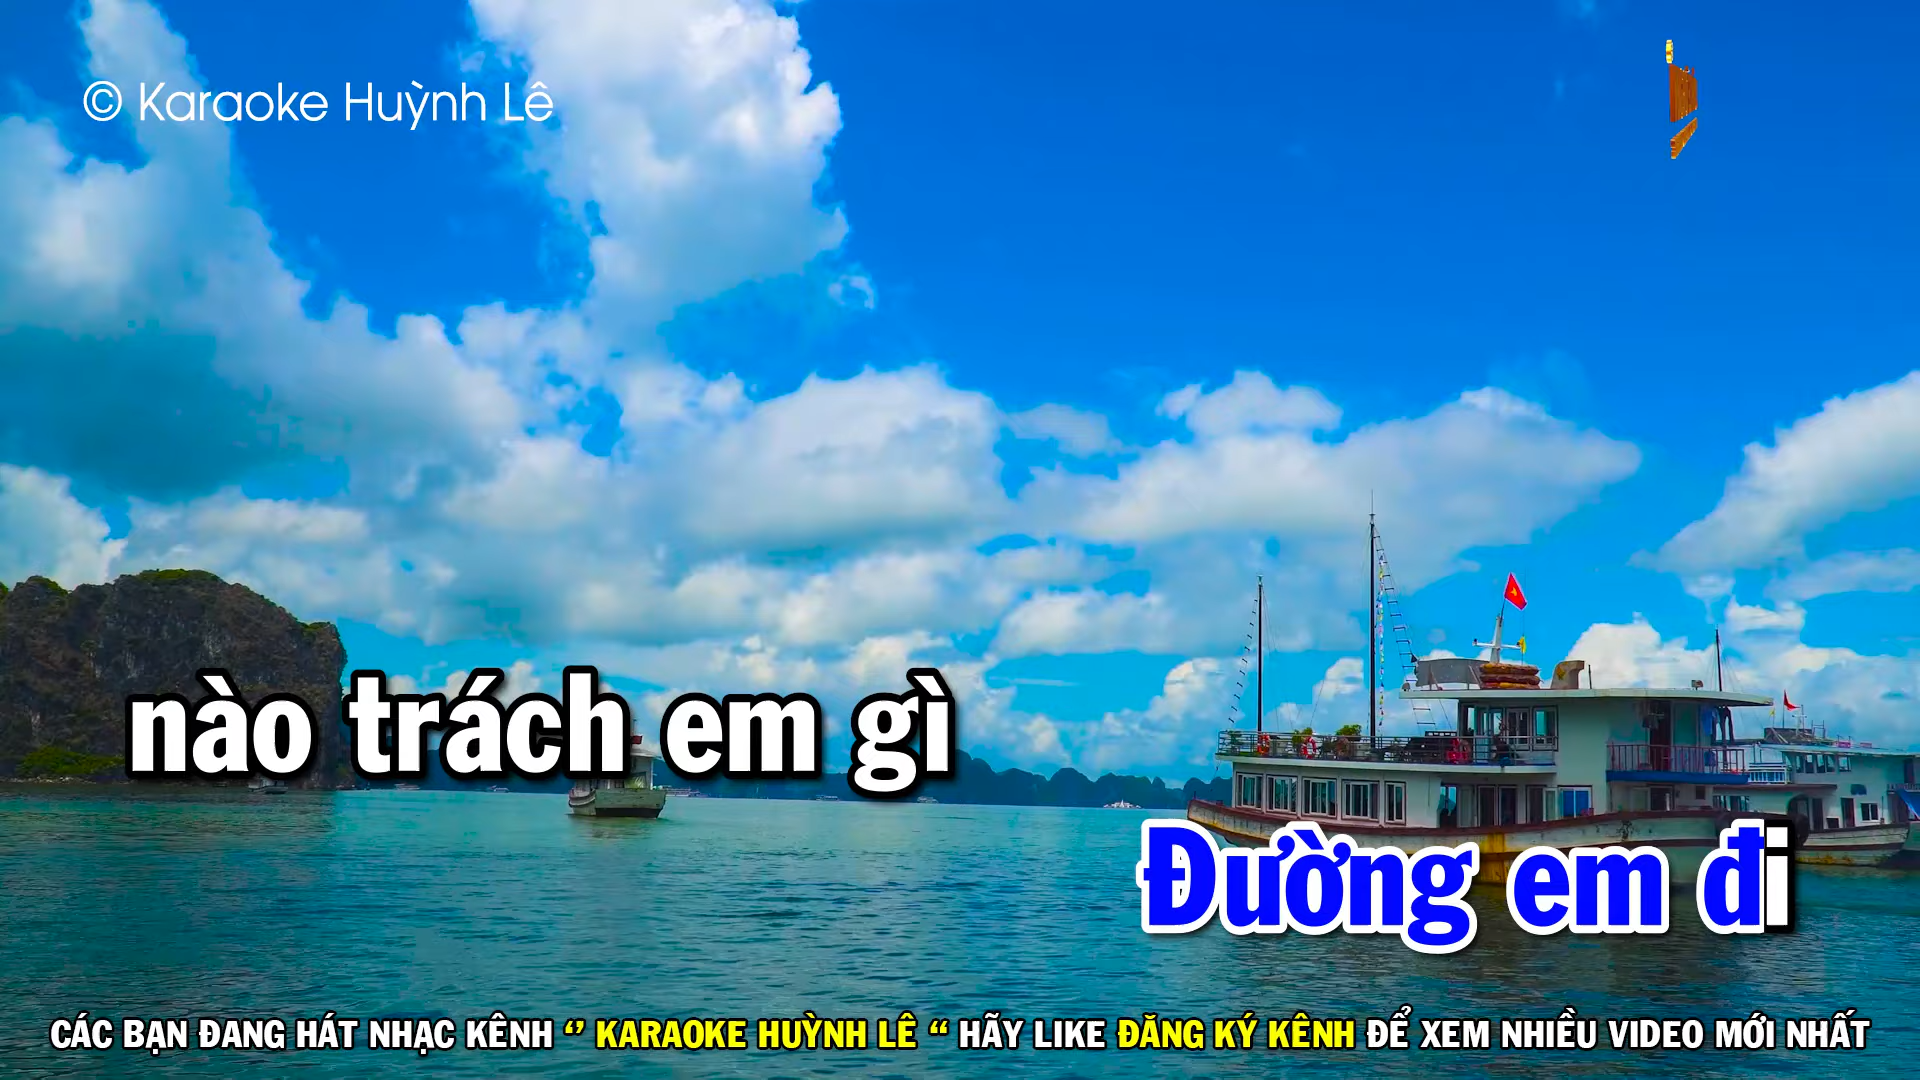 © Karaoke Huỳnh Lê
nào trách em gì
Đường em đi
CÁC BẠN ĐANG HÁT NHẠC KÊNH “ KARAOKE HUỲNH LÊ “ HÃY LIKE ĐĂNG KÝ KÊNH ĐỂ XEM NHIỀU VIDEO MỚI NHẤT